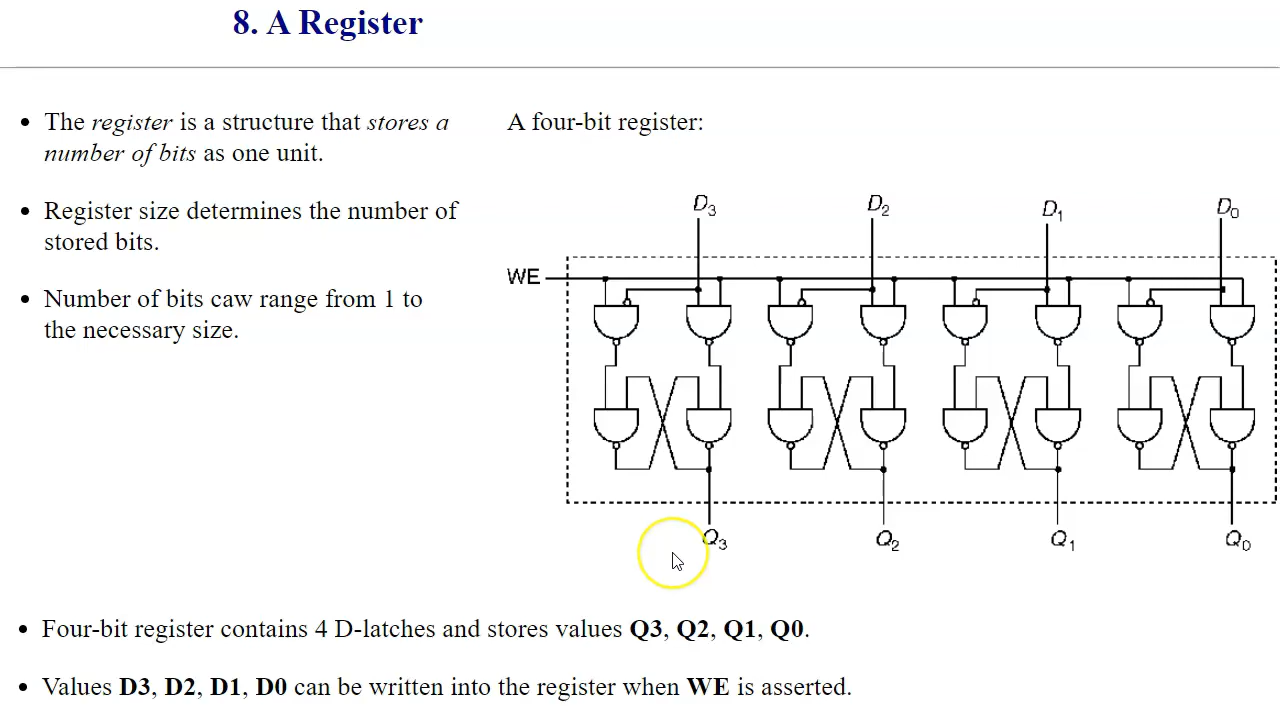 8. A Register
• The register is a structure that stores a
number of bits as one unit.
• Register size determines the number of
stored bits.
• Number of bits caw range from 1 to
the necessary size.
A four-bit register:
D3 D2 D1 D0
WE
Q3 Q2 Q1 Q0
• Four-bit register contains 4 D-latches and stores values Q3, Q2, Q1, Q0.
• Values D3, D2, D1, D0 can be written into the register when WE is asserted.